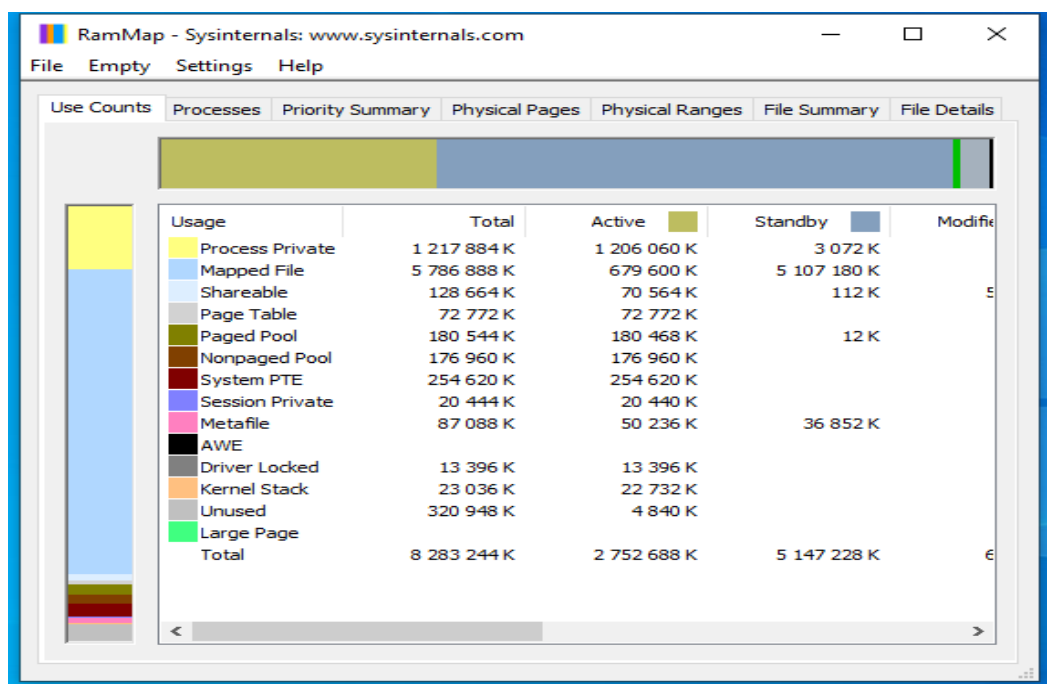 RamMap - Sysinternals: www.sysinternals.com
File Empty Settings Help
Use Counts Processes Priority Summary Physical Pages Physical Ranges File Summary File Details
Usage Total Active Standby Modifie
Process Private 1 217 884 K 1 206 060 K 3 072 K
Mapped File 5 786 888 K 679 600 K 5 107 180 K
Shareable 128 664 K 70 564 K 112 K 5
Page Table 72 772 K 72 772 K
Paged Pool 180 544 K 180 468 K 12 K
Nonpaged Pool 176 960 K 176 960 K
System PTE 254 620 K 254 620 K
Session Private 20 444 K 20 440 K
Metafile 87 088 K 50 236 K 36 852 K
AWE
Driver Locked 13 396 K 13 396 K
Kernel Stack 23 036 K 22 732 K
Unused 320 948 K 4 840 K
Large Page
Total 8 283 244 K 2 752 688 K 5 147 228 K 6